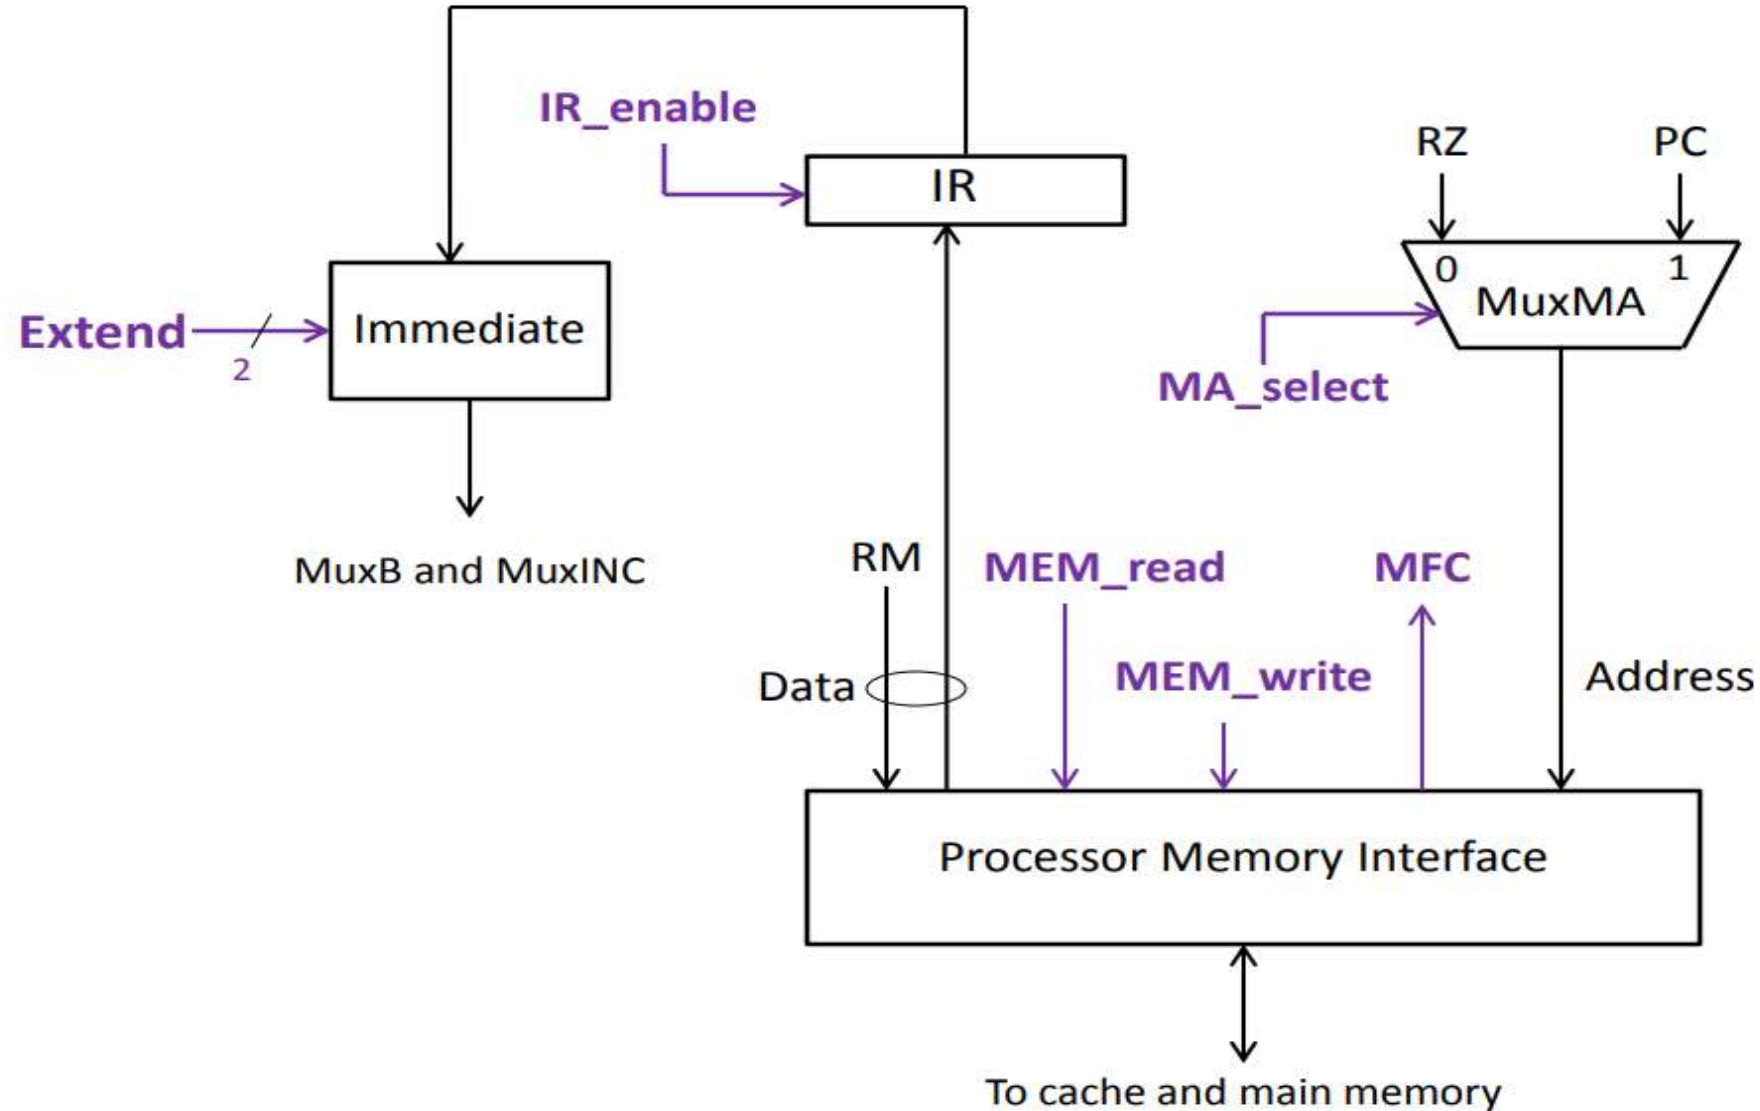 IR_enable
IR
RZ
PC
0
1
MuxMA
Extend
2
Immediate
MA_select
MuxB and MuxINC
RM
MEM_read
MFC
Data
MEM_write
Address
Processor Memory Interface
To cache and main memory